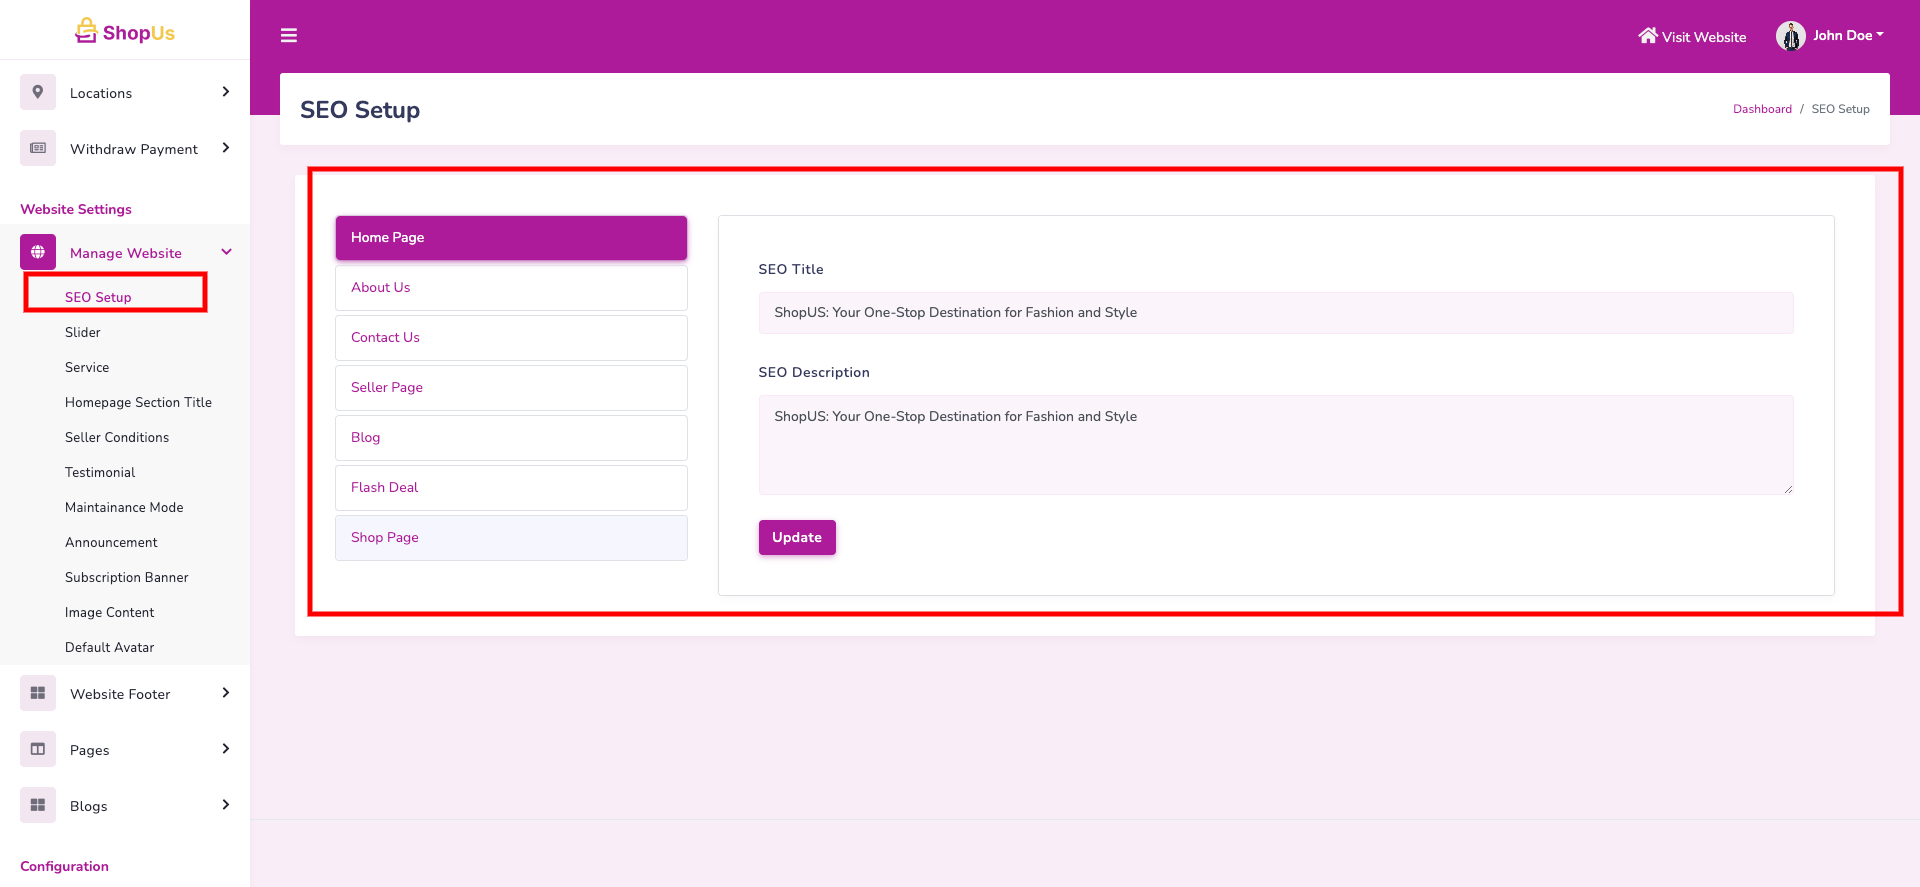 ShopUs
Visit Website
John Doe
Locations
Withdraw Payment
Website Settings
Manage Website
SEO Setup
Slider
Service
Homepage Section Title
Seller Conditions
Testimonial
Maintainance Mode
Announcement
Subscription Banner
Image Content
Default Avatar
Website Footer
Pages
Blogs
Configuration
SEO Setup
Dashboard / SEO Setup
Home Page
About Us
Contact Us
Seller Page
Blog
Flash Deal
Shop Page
SEO Title
ShopUS: Your One-Stop Destination for Fashion and Style
SEO Description
ShopUS: Your One-Stop Destination for Fashion and Style
Update